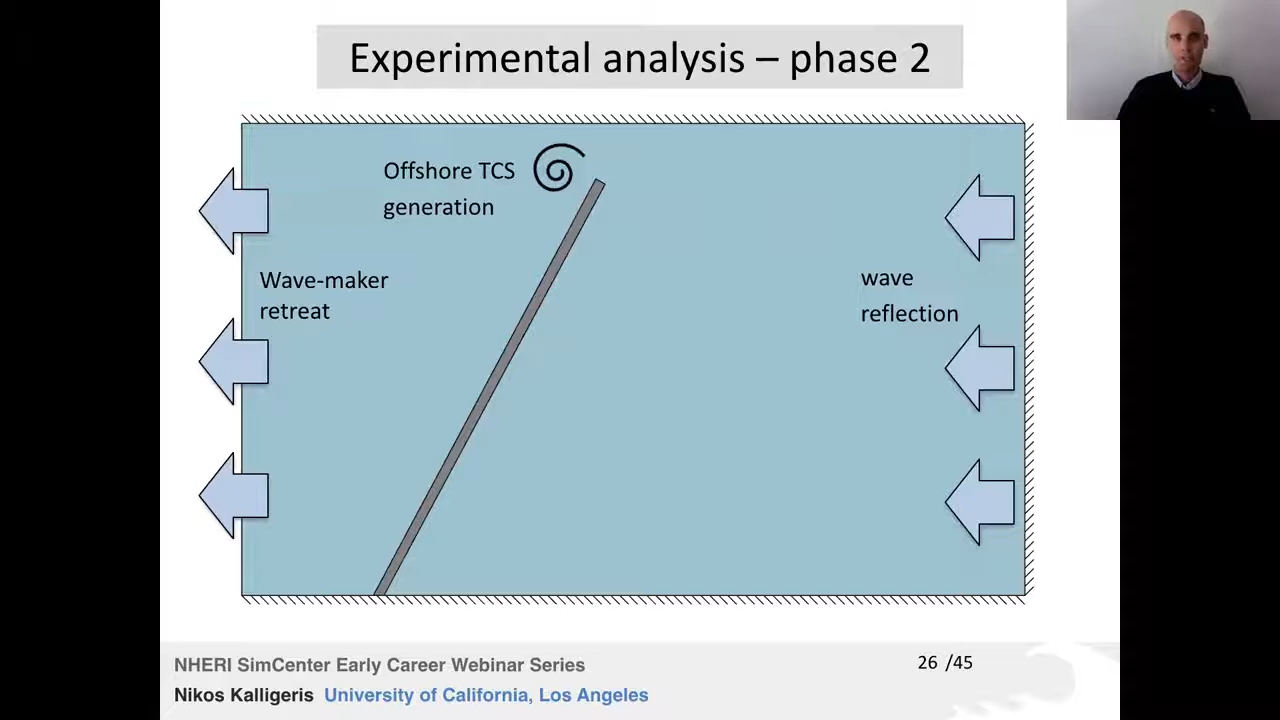 Experimental analysis – phase 2
Offshore TCS
generation
Wave-maker
retreat
wave
reflection
NHERI SimCenter Early Career Webinar Series
26 /45
Nikos Kalligeris University of California, Los Angeles